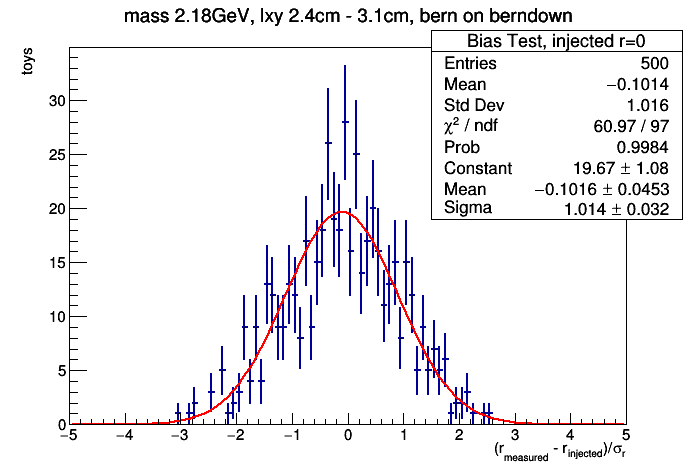 mass 2.18GeV, lxy 2.4cm - 3.1cm, bern on berndown
Bias Test, injected r=0
Entries 500
Mean −0.1014
Std Dev 1.016
χ² / ndf 60.97 / 97
Prob 0.9984
Constant 19.67 ± 1.08
Mean −0.1016 ± 0.0453
Sigma 1.014 ± 0.032
toys
30
25
20
15
10
5
0
−5 −4 −3 −2 −1 0 1 2 3 4 5
(r_measured - r_injected)/σ_r